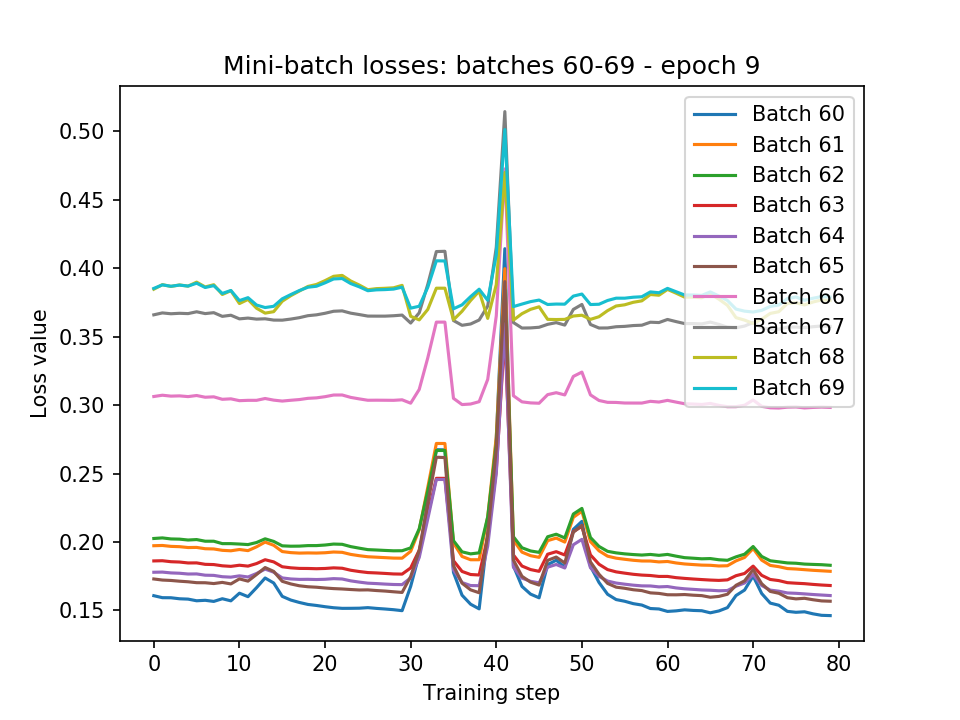 Mini-batch losses: batches 60-69 - epoch 9
Loss value
0.50
0.45
0.40
0.35
0.30
0.25
0.20
0.15
Batch 60
Batch 61
Batch 62
Batch 63
Batch 64
Batch 65
Batch 66
Batch 67
Batch 68
Batch 69
0 10 20 30 40 50 60 70 80
Training step